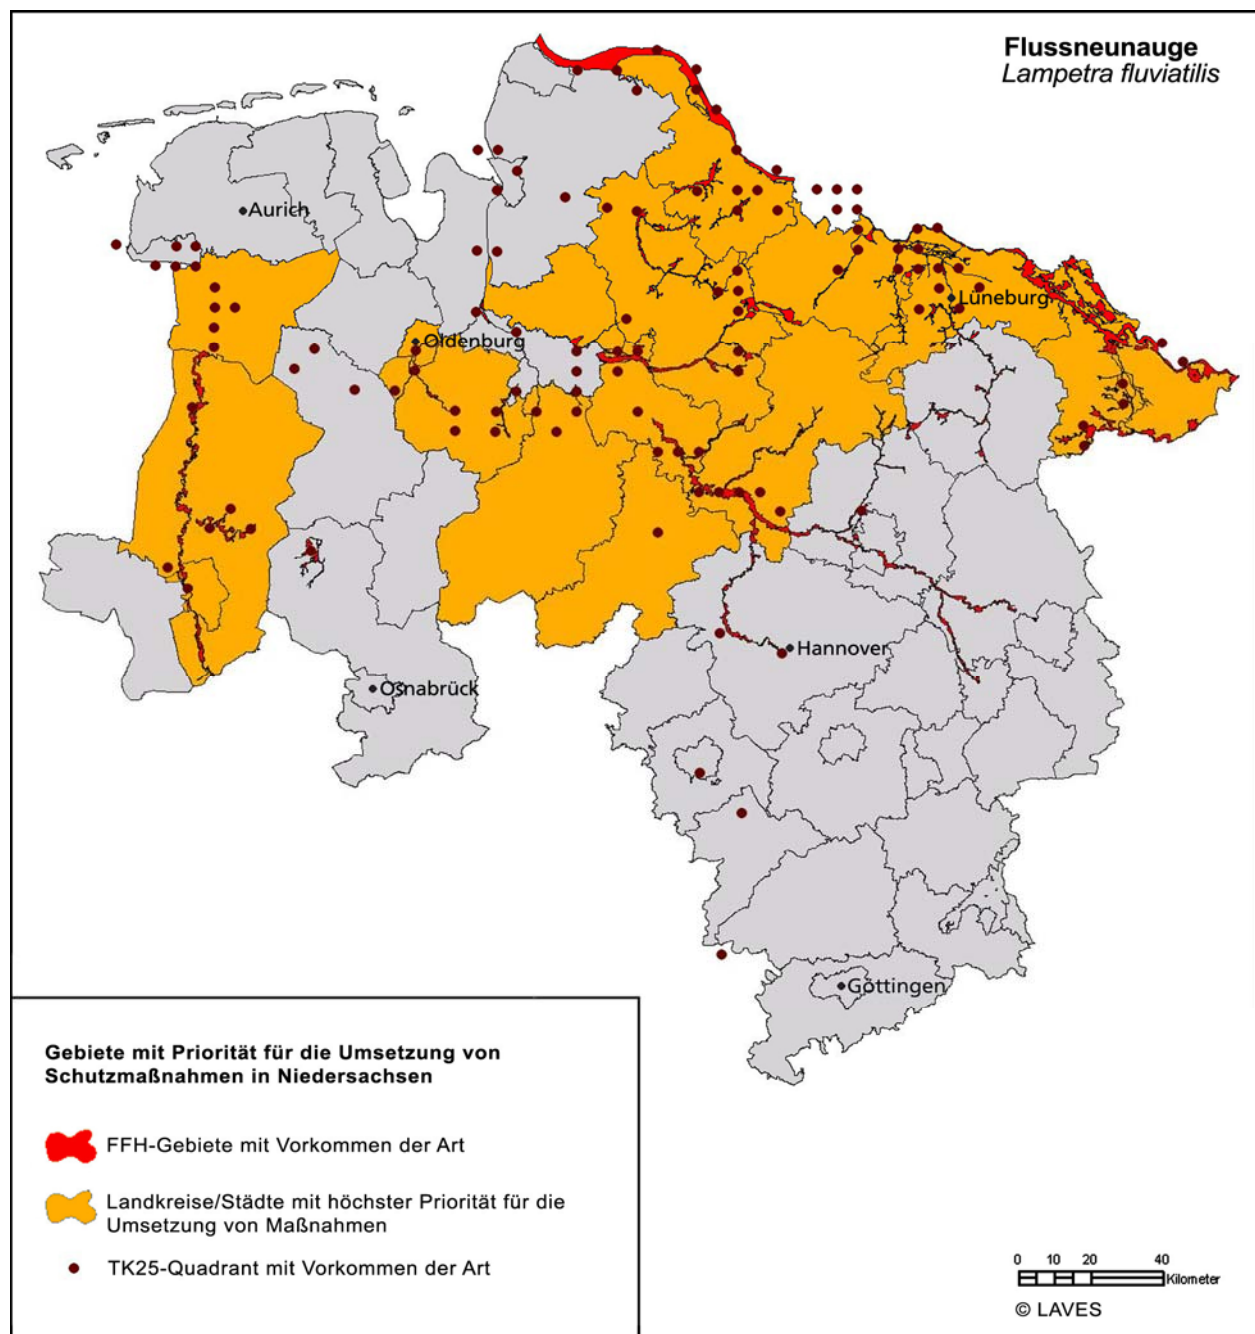 Flussneunauge
Lampetra fluviatilis
Aurich
Lüneburg
Oldenburg
Hannover
Osnabrück
Göttingen
Gebiete mit Priorität für die Umsetzung von
Schutzmaßnahmen in Niedersachsen
FFH-Gebiete mit Vorkommen der Art
Landkreise/Städte mit höchster Priorität für die
Umsetzung von Maßnahmen
TK25-Quadrant mit Vorkommen der Art
0 10 20 40
Kilometer
© LAVES